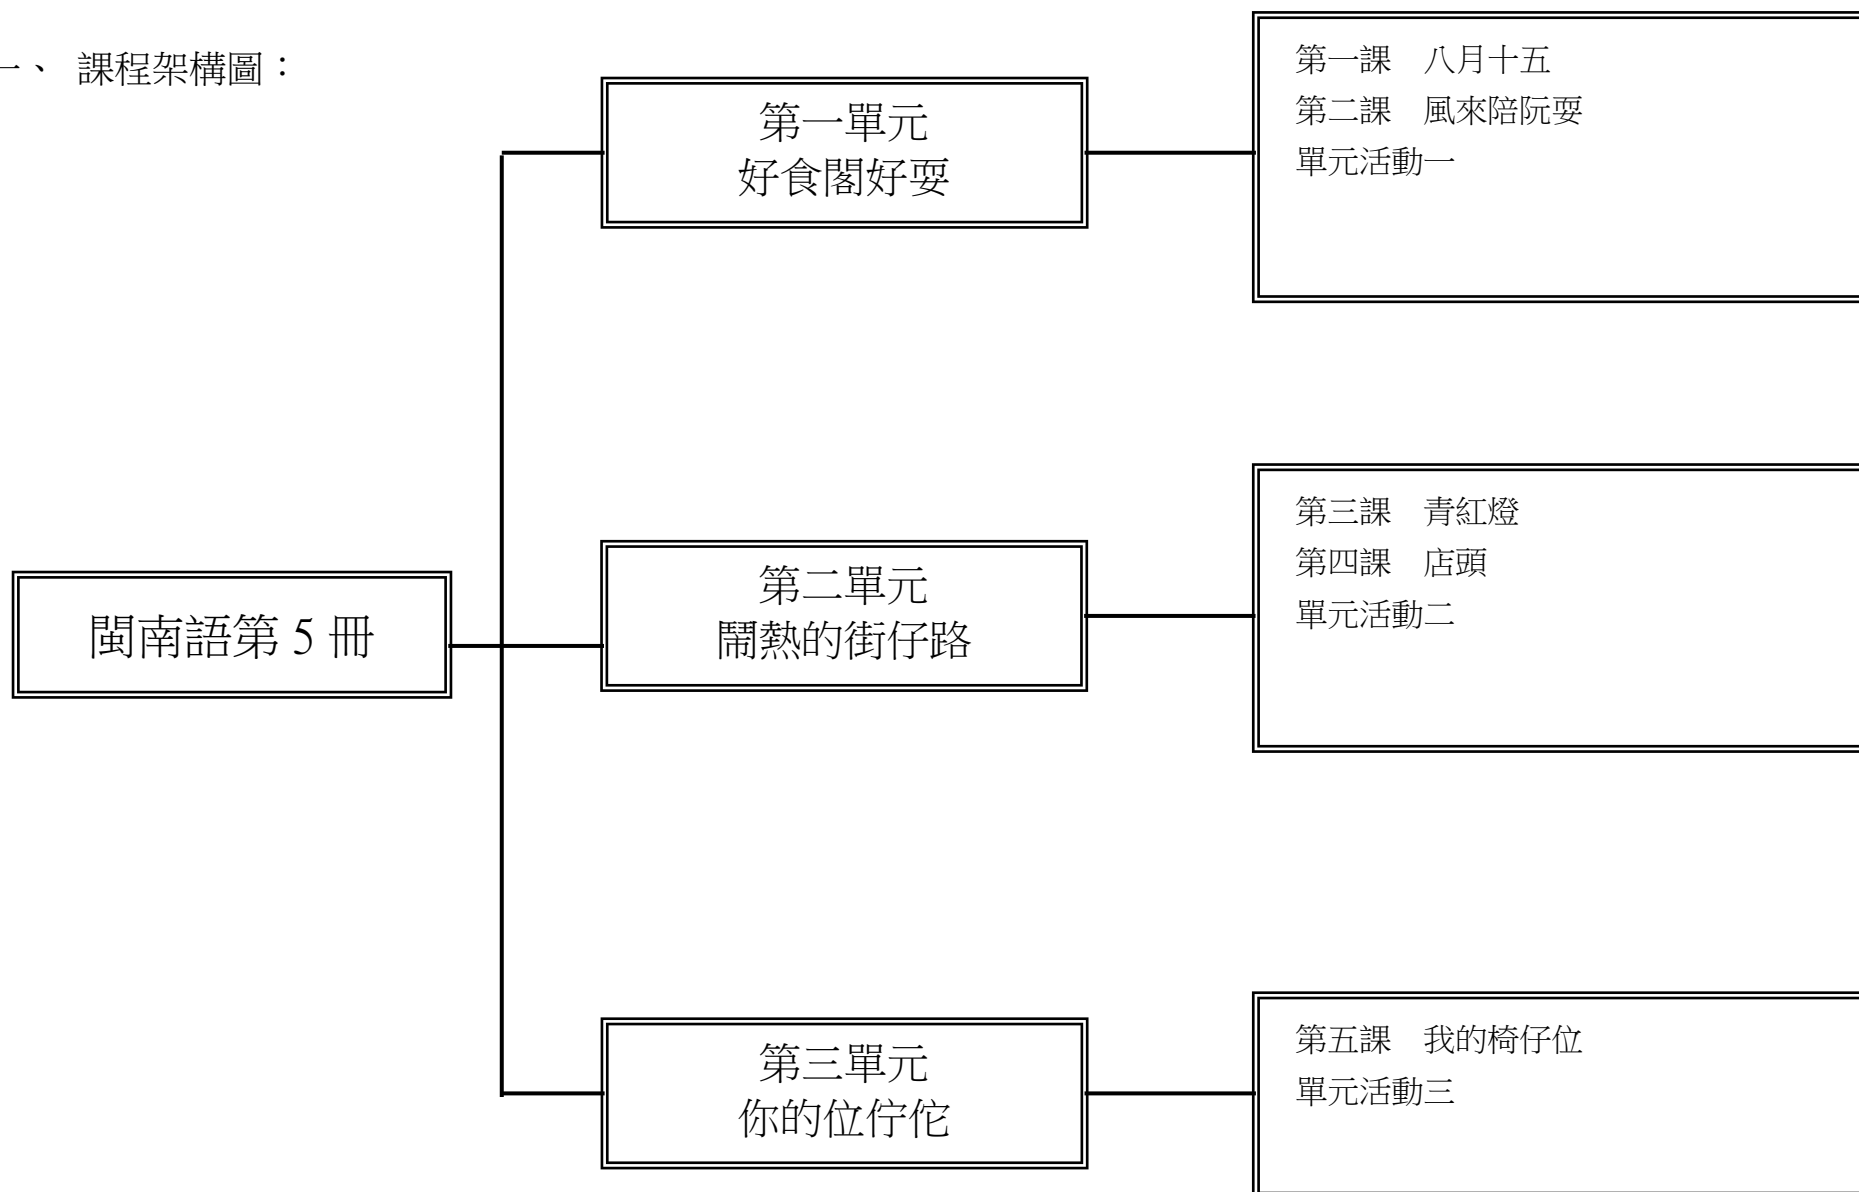 一、 課程架構圖：
閩南語第 5 冊
第一單元
好食閣好耍
第一課　八月十五
第二課　風來陪阮耍
單元活動一
第二單元
鬧熱的街仔路
第三課　青紅燈
第四課　店頭
單元活動二
第三單元
你的位佇佗
第五課　我的椅仔位
單元活動三